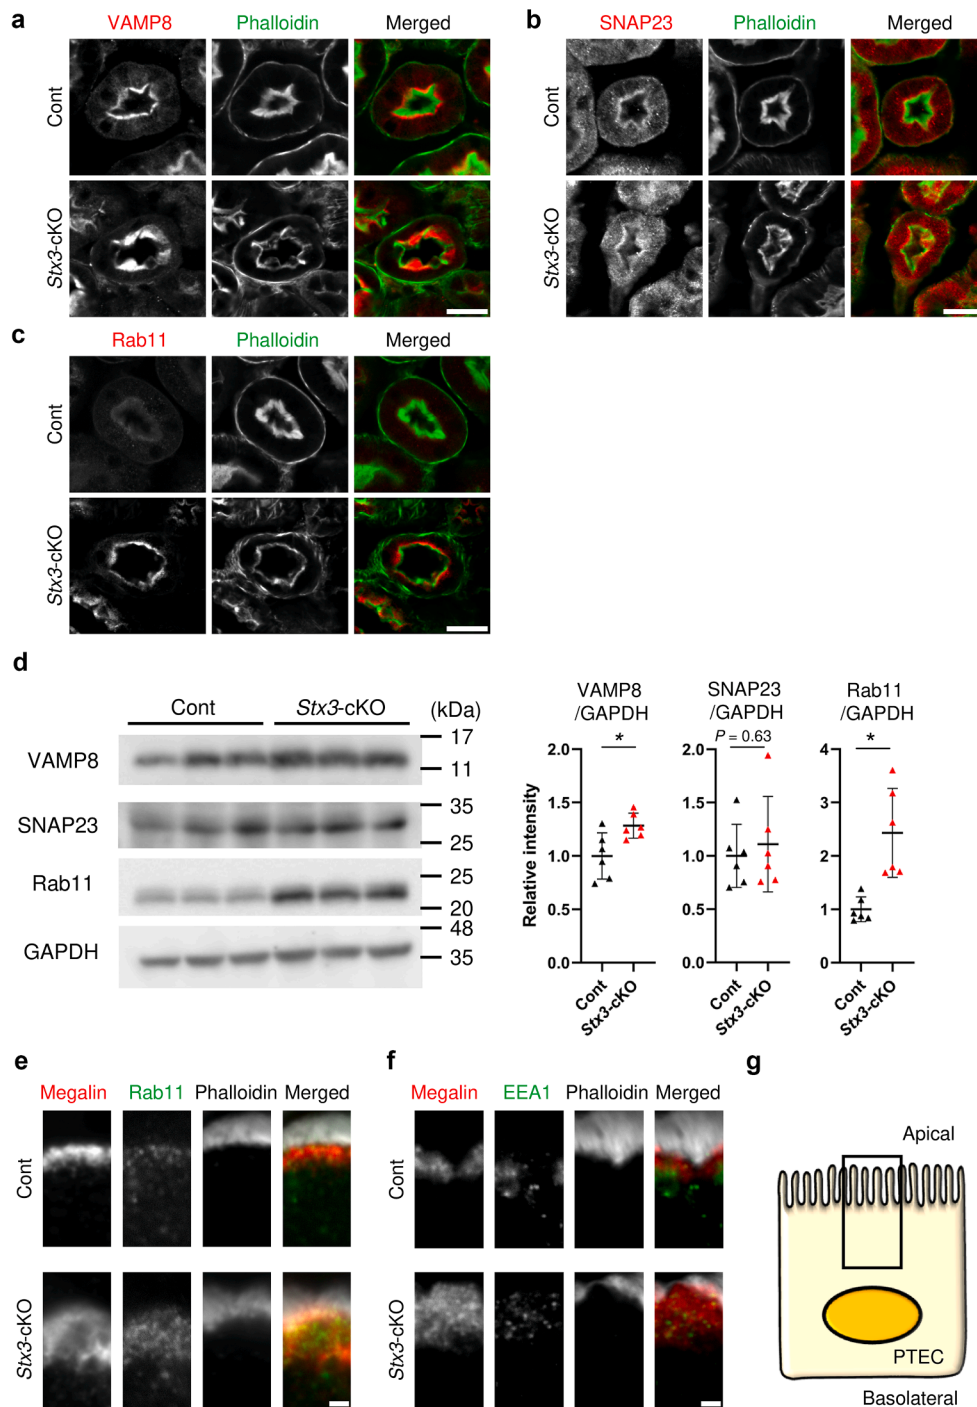 a
VAMP8 Phalloidin Merged
Cont
Stx3-cKO
b
SNAP23 Phalloidin Merged
Cont
Stx3-cKO
c
Rab11 Phalloidin Merged
Cont
Stx3-cKO
d
Cont Stx3-cKO (kDa)
VAMP8
17
11
SNAP23
35
25
Rab11
25
20
GAPDH
48
35
Relative intensity
VAMP8
/GAPDH
*
2.0
1.5
1.0
0.5
0.0
Cont
Stx3-cKO
SNAP23
/GAPDH
P = 0.63
2.0
1.5
1.0
0.5
0.0
Cont
Stx3-cKO
Rab11
/GAPDH
*
4
3
2
1
0
Cont
Stx3-cKO
e
Megalin Rab11 Phalloidin Merged
Cont
Stx3-cKO
f
Megalin EEA1 Phalloidin Merged
Cont
Stx3-cKO
g
Apical
PTEC
Basolateral